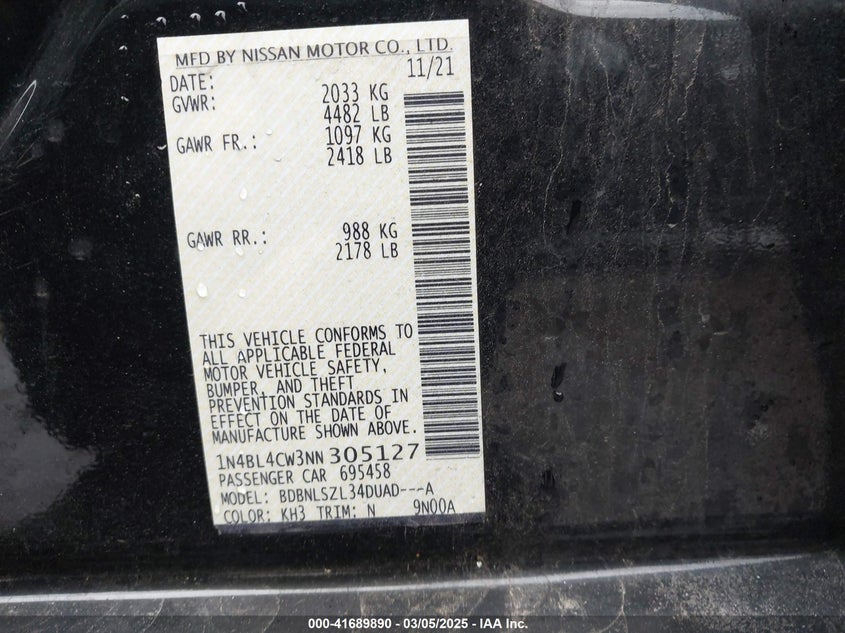 MFD BY NISSAN MOTOR CO., LTD.
DATE: 11/21
GVWR: 2033 KG
4482 LB
GAWR FR.: 1097 KG
2418 LB
GAWR RR.: 988 KG
2178 LB
THIS VEHICLE CONFORMS TO
ALL APPLICABLE FEDERAL
MOTOR VEHICLE SAFETY,
BUMPER, AND THEFT
PREVENTION STANDARDS IN
EFFECT ON THE DATE OF
MANUFACTURE SHOWN ABOVE.
1N4BL4CW3NN305127
PASSENGER CAR 695458
MODEL: BDBNLSZL34DUAD---A
COLOR: KH3 TRIM: N 9N00A
000-41689890 - 03/05/2025 - IAA Inc.